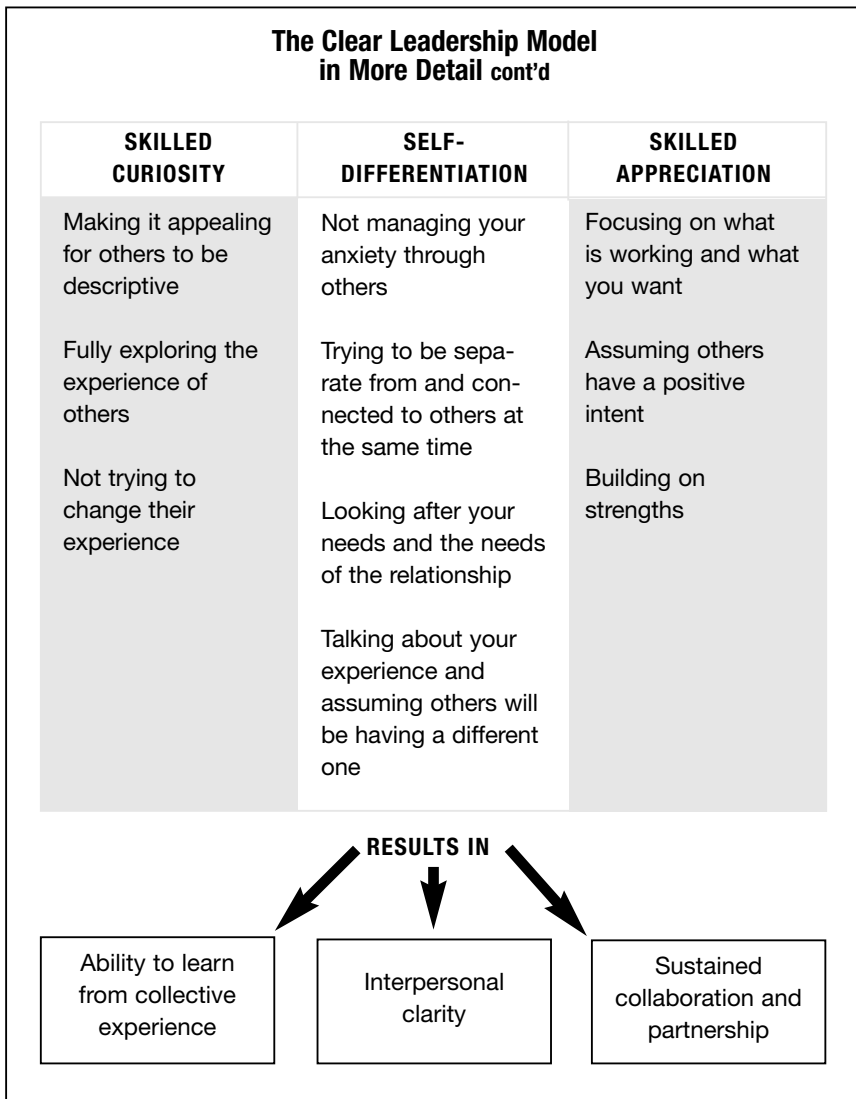 The Clear Leadership Model
in More Detail cont'd
SKILLED
CURIOSITY
Making it appealing
for others to be
descriptive
Fully exploring the
experience of
others
Not trying to
change their
experience
SELF-
DIFFERENTIATION
Not managing your
anxiety through
others
Trying to be sepa-
rate from and con-
nected to others at
the same time
Looking after your
needs and the needs
of the relationship
Talking about your
experience and
assuming others will
be having a different
one
SKILLED
APPRECIATION
Focusing on what
is working and what
you want
Assuming others
have a positive
intent
Building on
strengths
RESULTS IN
Ability to learn
from collective
experience
Interpersonal
clarity
Sustained
collaboration and
partnership